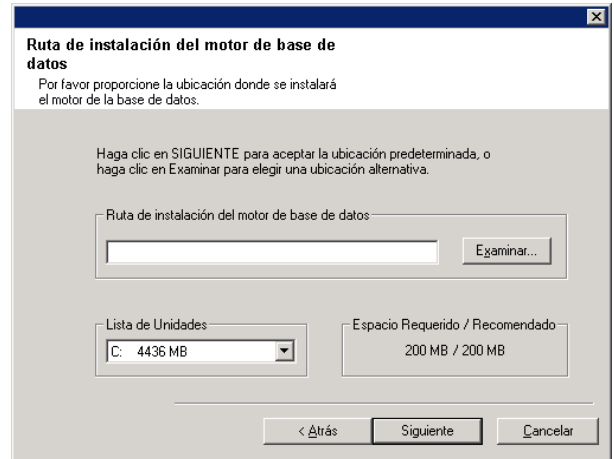 Ruta de instalación del motor de base de
datos
Por favor proporcione la ubicación donde se instalará
el motor de la base de datos.
Haga clic en SIGUIENTE para aceptar la ubicación predeterminada, o
haga clic en Examinar para elegir una ubicación alternativa.
Ruta de instalación del motor de base de datos
Examinar...
Lista de Unidades
C: 4436 MB
Espacio Requerido / Recomendado
200 MB / 200 MB
< Atrás
Siguiente
Cancelar